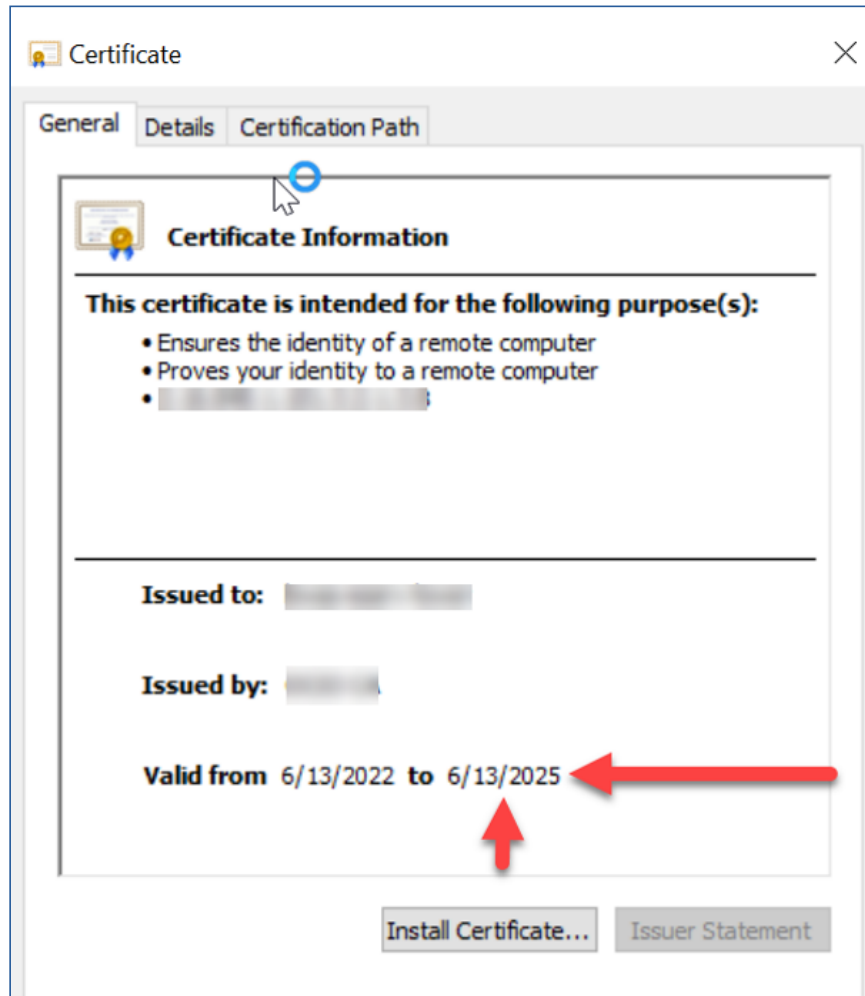 Certificate
General Details Certification Path
Certificate Information
This certificate is intended for the following purpose(s):
• Ensures the identity of a remote computer
• Proves your identity to a remote computer
•
Issued to:
Issued by:
Valid from 6/13/2022 to 6/13/2025
Install Certificate... Issuer Statement